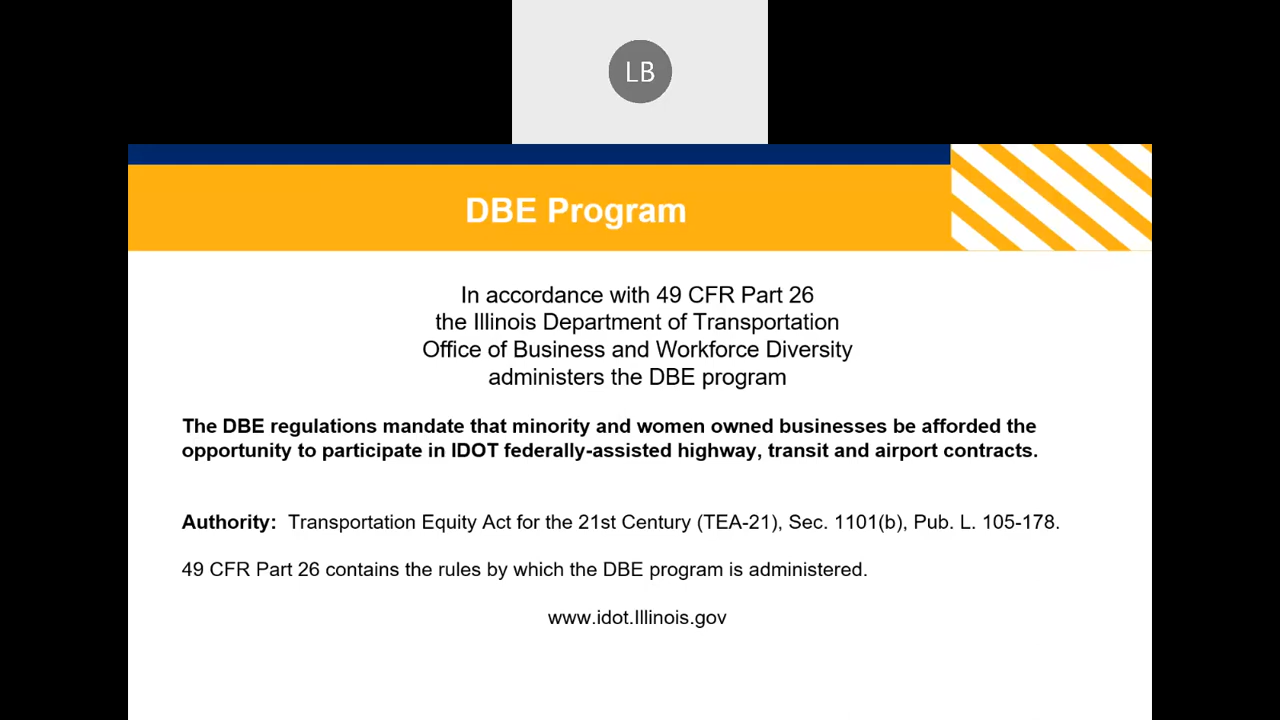 LB
DBE Program
In accordance with 49 CFR Part 26
the Illinois Department of Transportation
Office of Business and Workforce Diversity
administers the DBE program
The DBE regulations mandate that minority and women owned businesses be afforded the
opportunity to participate in IDOT federally-assisted highway, transit and airport contracts.
Authority: Transportation Equity Act for the 21st Century (TEA-21), Sec. 1101(b), Pub. L. 105-178.
49 CFR Part 26 contains the rules by which the DBE program is administered.
www.idot.Illinois.gov